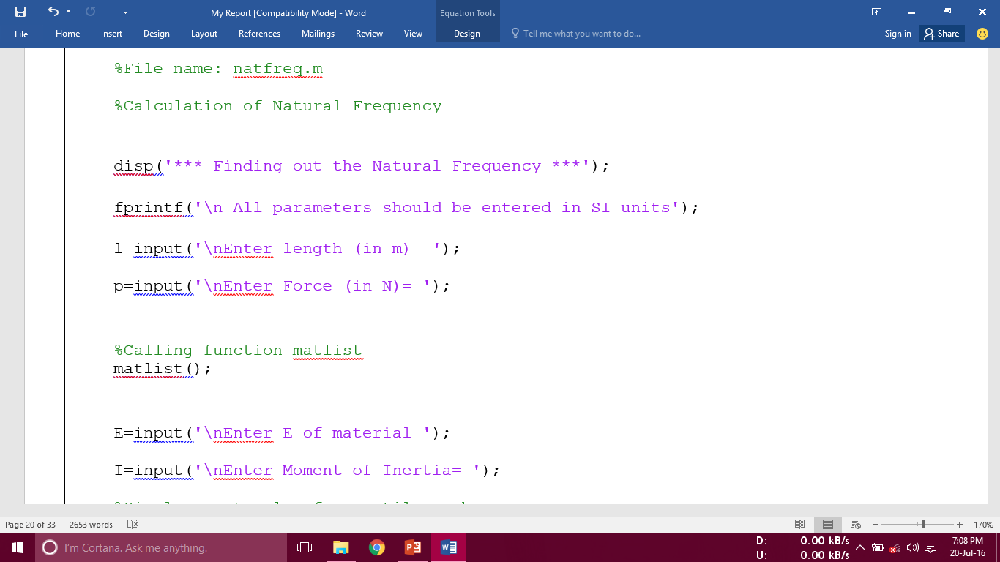 My Report [Compatibility Mode] - Word
Equation Tools
File Home Insert Design Layout References Mailings Review View Design Tell me what you want to do... Sign in Share
%File name: natfreq.m
%Calculation of Natural Frequency
disp('*** Finding out the Natural Frequency ***');
fprintf('\n All parameters should be entered in SI units');
l=input('\nEnter length (in m)= ');
p=input('\nEnter Force (in N)= ');
%Calling function matlist
matlist();
E=input('\nEnter E of material ');
I=input('\nEnter Moment of Inertia= ');
Page 20 of 33 2653 words 170%
I'm Cortana. Ask me anything.
D: 0.00 kB/s
U: 0.00 kB/s
7:08 PM
20-Jul-16